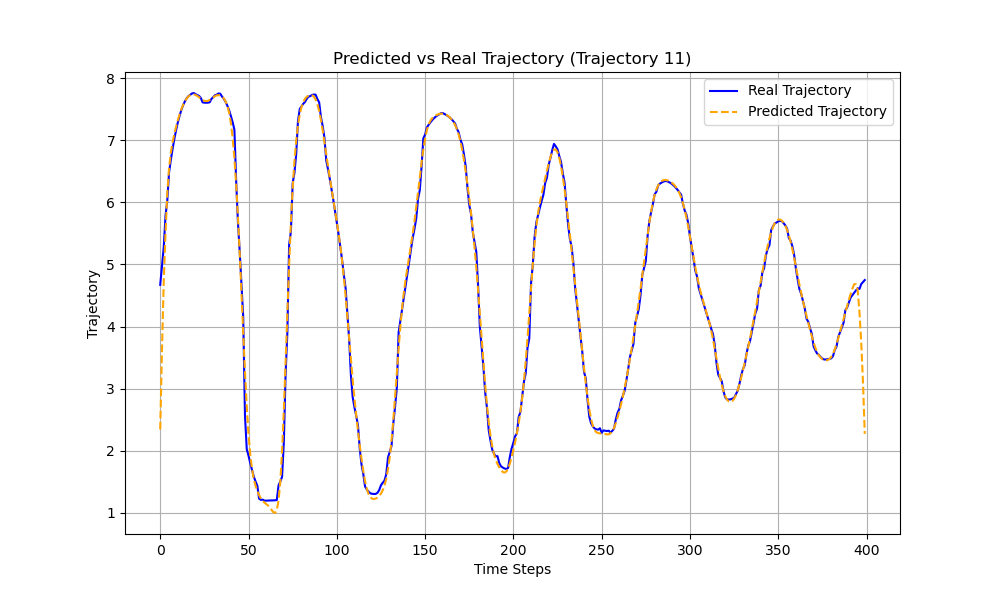 Predicted vs Real Trajectory (Trajectory 11)
Real Trajectory
Predicted Trajectory
Trajectory
8
7
6
5
4
3
2
1
0 50 100 150 200 250 300 350 400
Time Steps